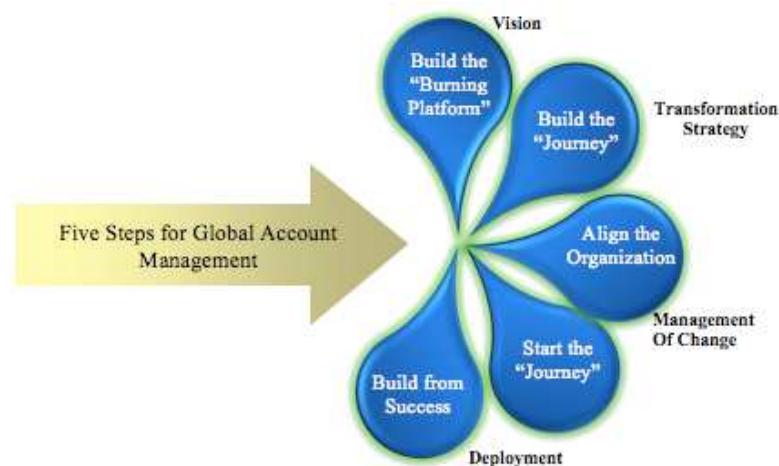 Vision
Build the
“Burning
Platform”
Build the
“Journey”
Transformation
Strategy
Five Steps for Global Account
Management
Align the
Organization
Management
Of Change
Start the
“Journey”
Build from
Success
Deployment